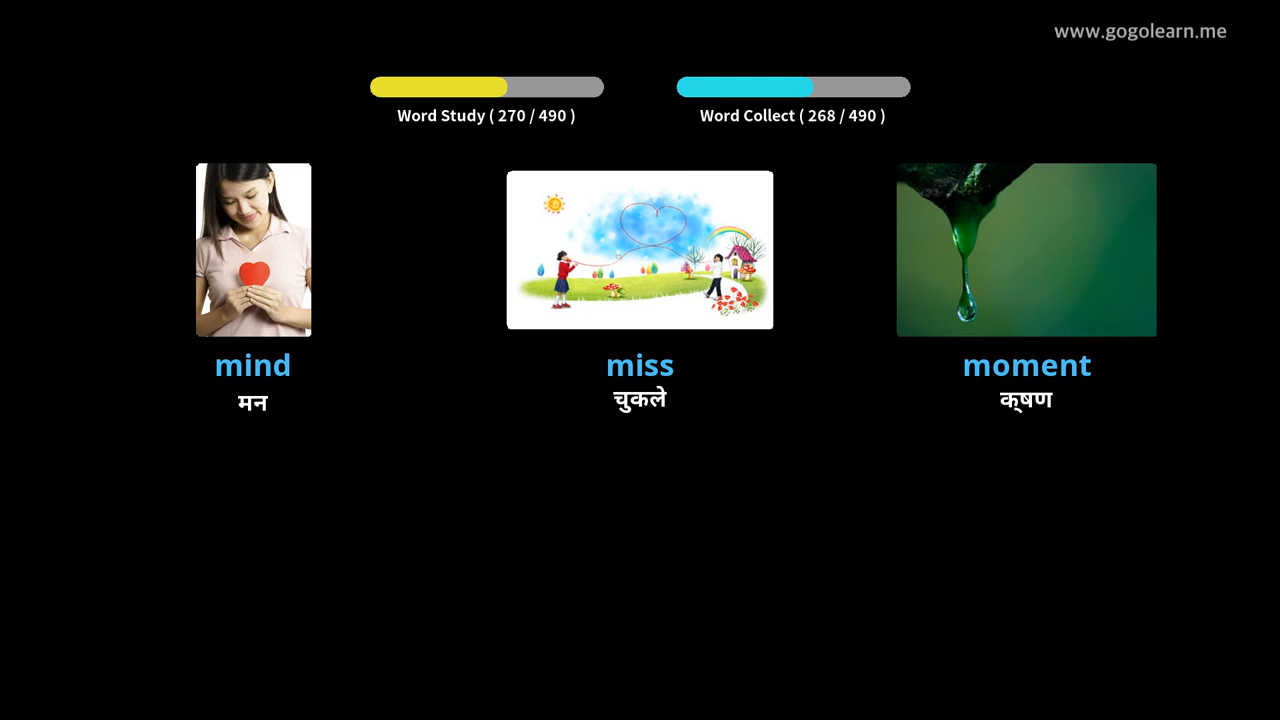 www.gogolearn.me
Word Study ( 270 / 490 )
Word Collect ( 268 / 490 )
mind
miss
moment
मन
चुकले
क्षण